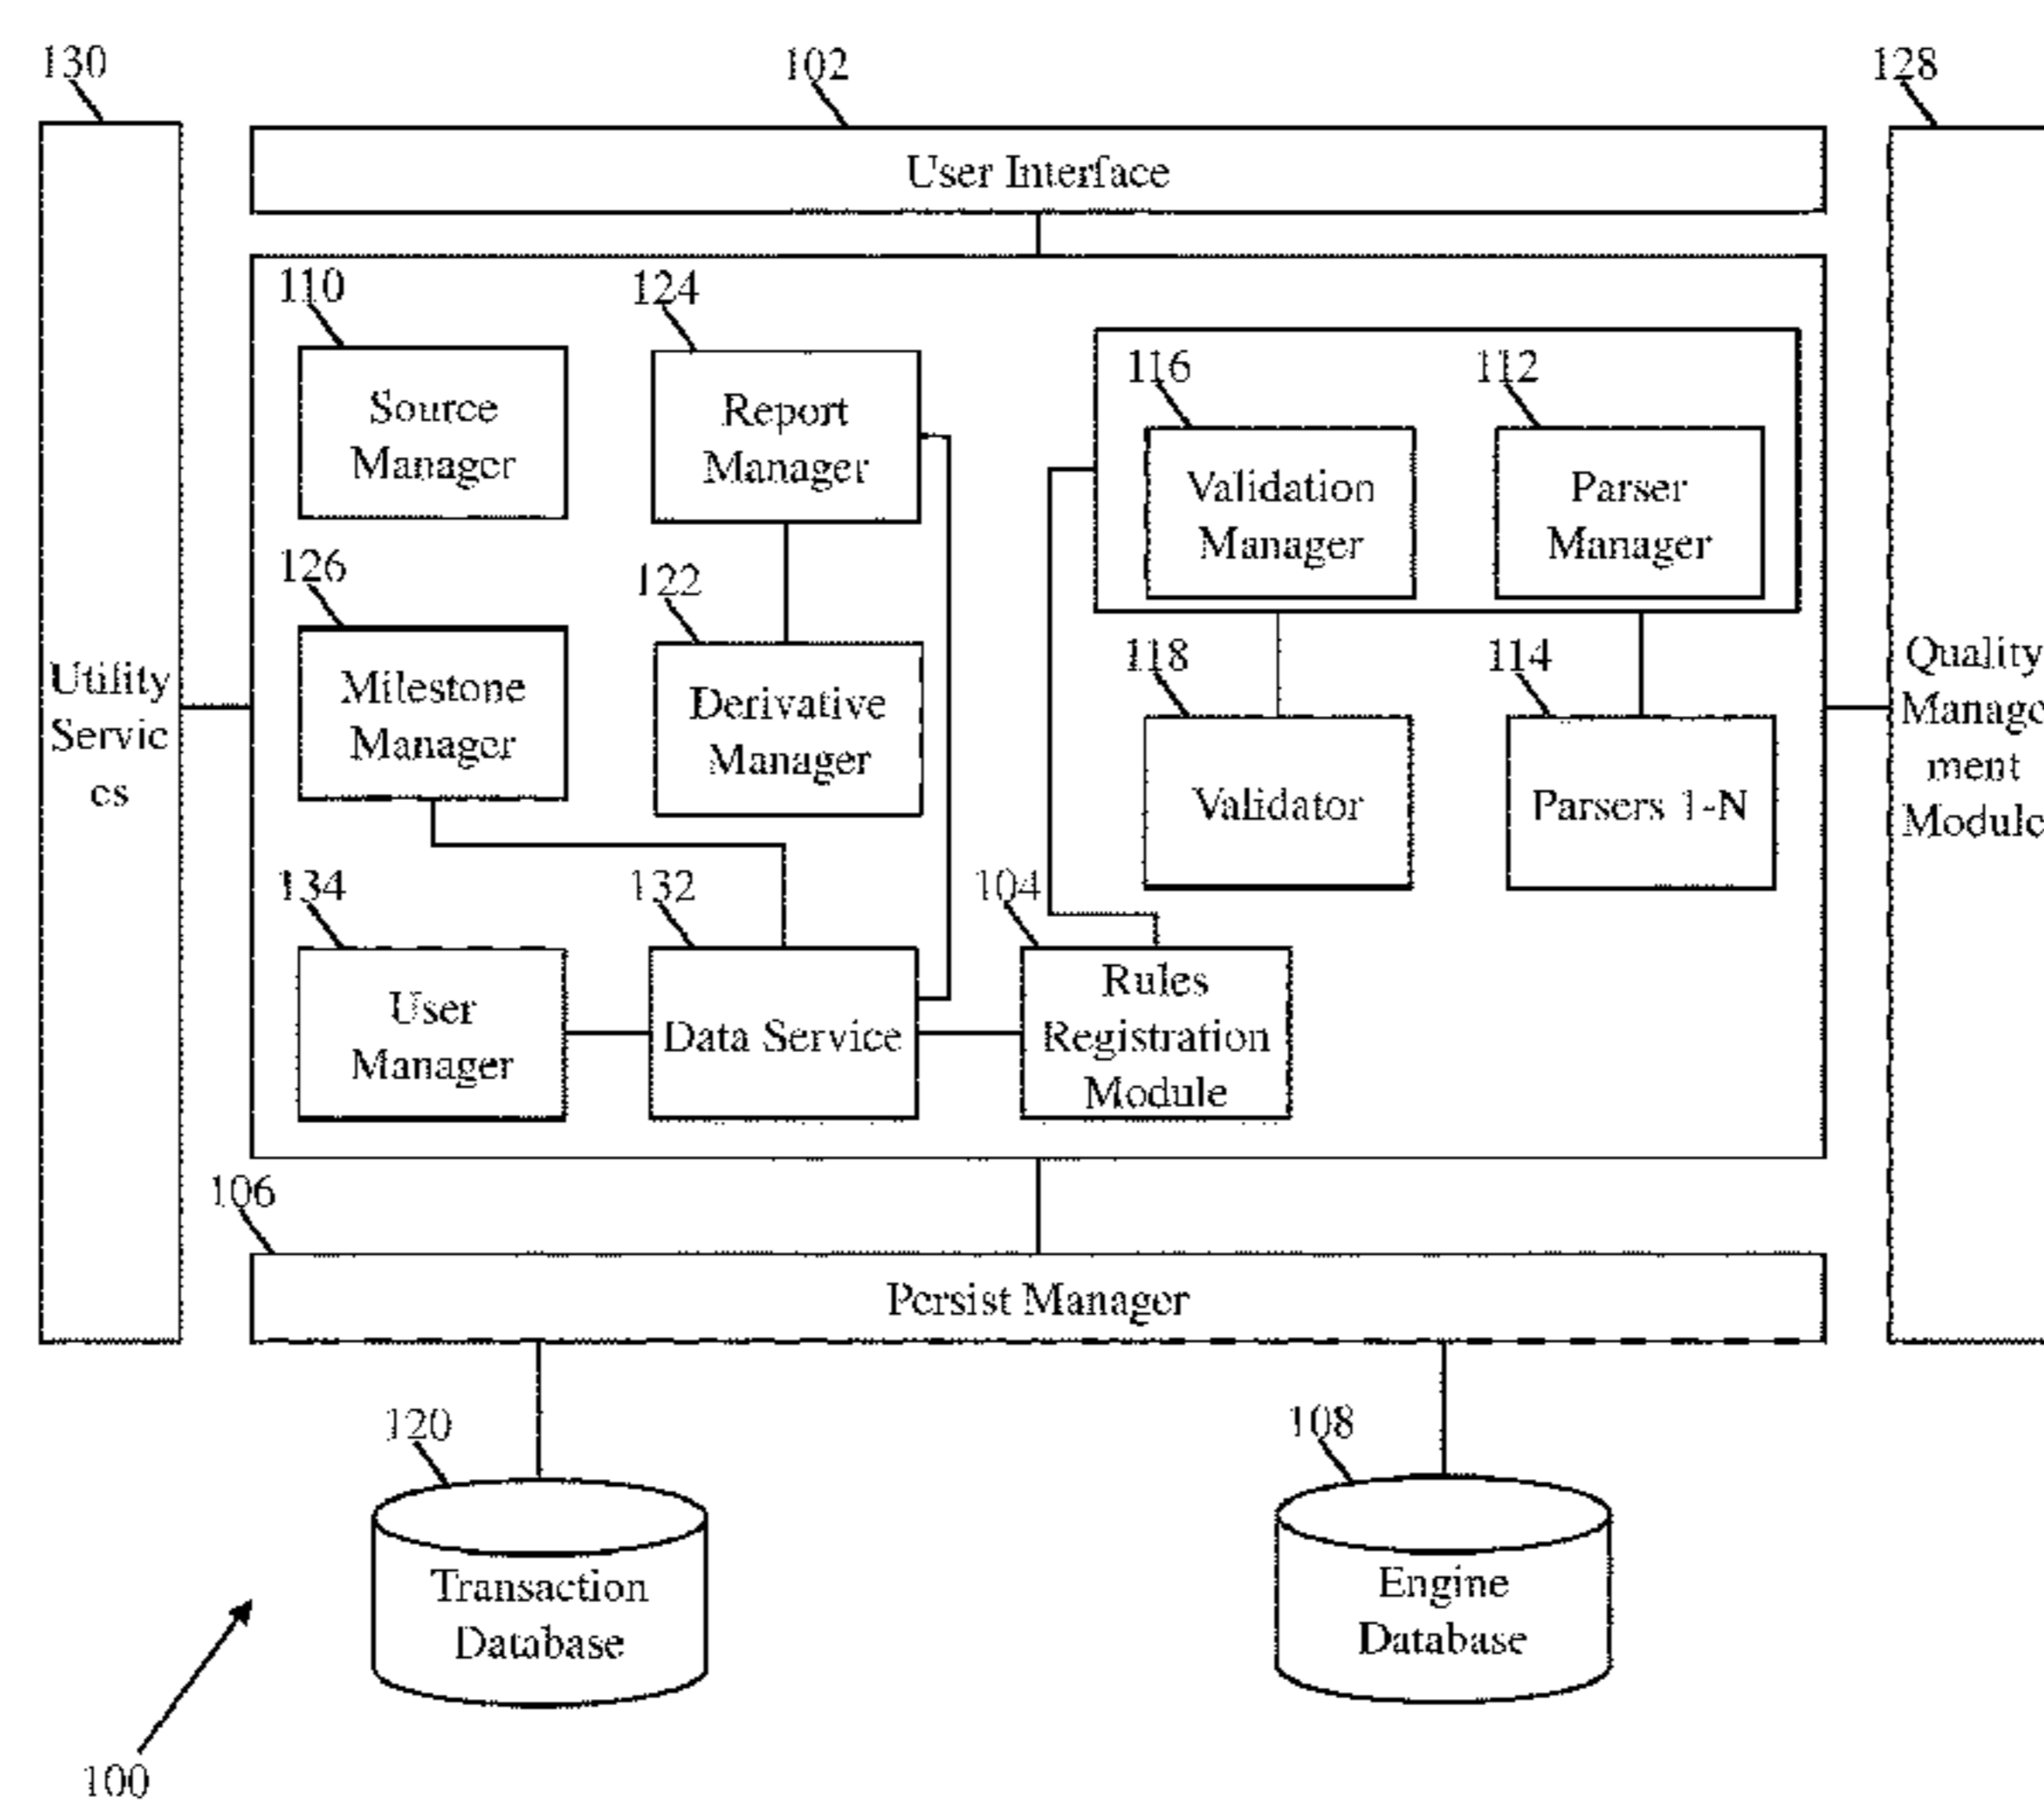 130
102
128
User Interface
110
124
116
112
Source
Manager
Report
Manager
Validation
Manager
Parser
Manager
126
122
118
114
Utility
Servic
es
Milestone
Manager
Derivative
Manager
Validator
Parsers 1-N
Quality
Manage
ment
Module
134
132
104
User
Manager
Data Service
Rules
Registration
Module
106
Persist Manager
120
108
Transaction
Database
Engine
Database
100